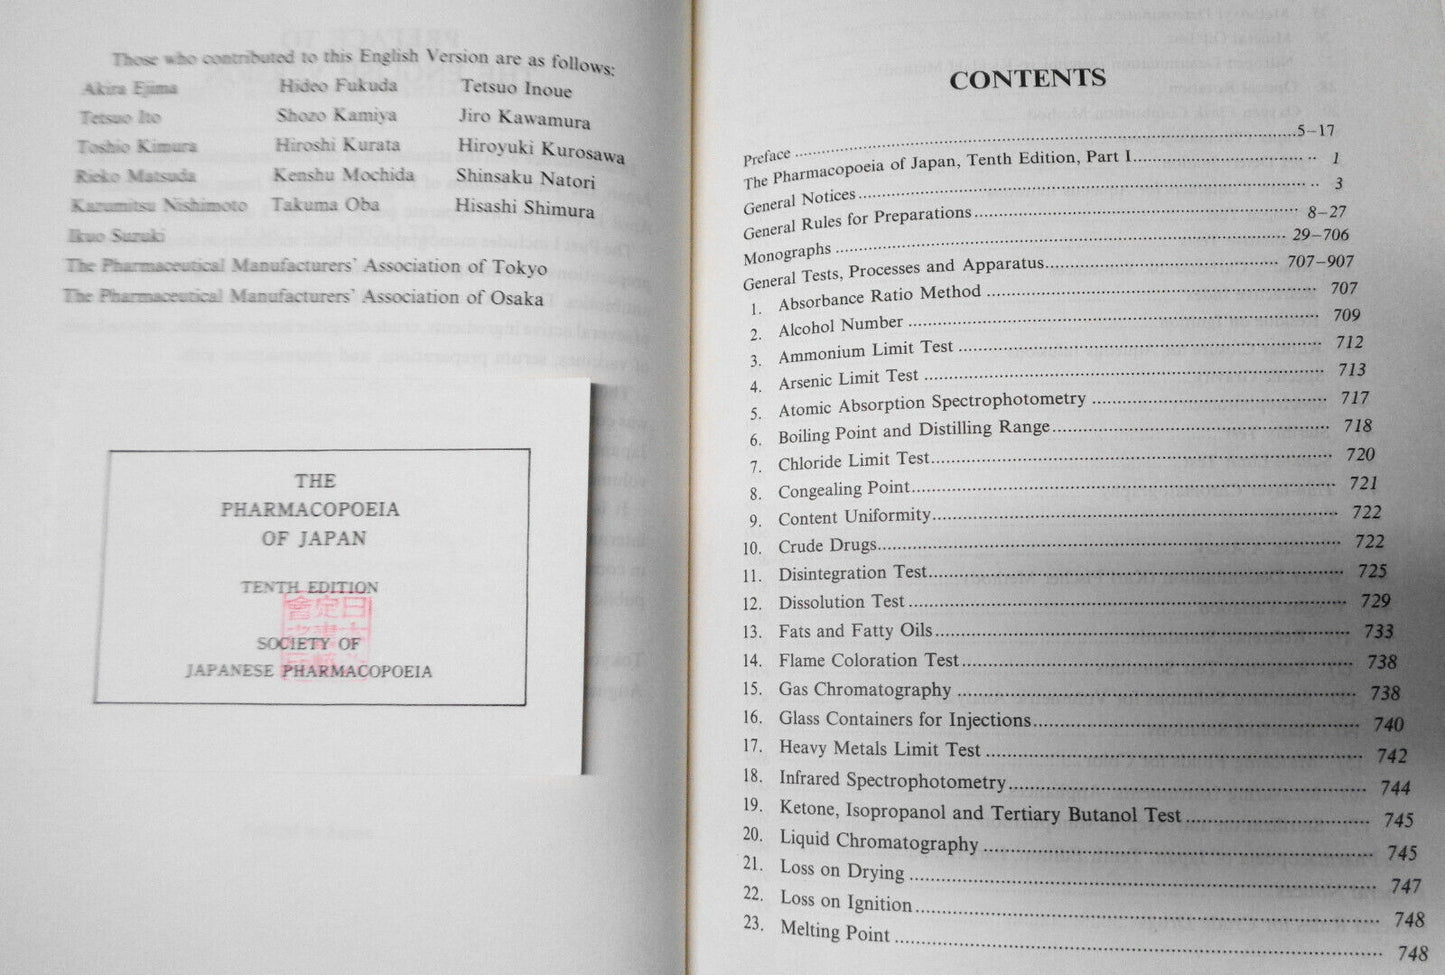 Those who contributed to this English Version are as follows:
Akira Ejima Hideo Fukuda Tetsuo Inoue
Tetsuo Ito Shozo Kamiya Jiro Kawamura
Toshio Kimura Hiroshi Kurata Hiroyuki Kurosawa
Rieko Matsuda Kenshu Mochida Shinsaku Natori
Kazumitsu Nishimoto Takuma Oba Hisashi Shimura
Ikuo Suzuki
The Pharmaceutical Manufacturers' Association of Tokyo
The Pharmaceutical Manufacturers' Association of Osaka
THE
PHARMACOPOEIA
OF JAPAN
TENTH EDITION
SOCIETY OF
JAPANESE PHARMACOPOEIA
CONTENTS
Preface 5–17
The Pharmacopoeia of Japan, Tenth Edition, Part I 1
General Notices 3
General Rules for Preparations 8–27
Monographs 29–706
General Tests, Processes and Apparatus 707–907
1. Absorbance Ratio Method 707
2. Alcohol Number 709
3. Ammonium Limit Test 712
4. Arsenic Limit Test 713
5. Atomic Absorption Spectrophotometry 717
6. Boiling Point and Distilling Range 718
7. Chloride Limit Test 720
8. Congealing Point 721
9. Content Uniformity 722
10. Crude Drugs 722
11. Disintegration Test 725
12. Dissolution Test 729
13. Fats and Fatty Oils 733
14. Flame Coloration Test 738
15. Gas Chromatography 738
16. Glass Containers for Injections 740
17. Heavy Metals Limit Test 742
18. Infrared Spectrophotometry 744
19. Ketone, Isopropanol and Tertiary Butanol Test 745
20. Liquid Chromatography 745
21. Loss on Drying 747
22. Loss on Ignition 748
23. Melting Point 748